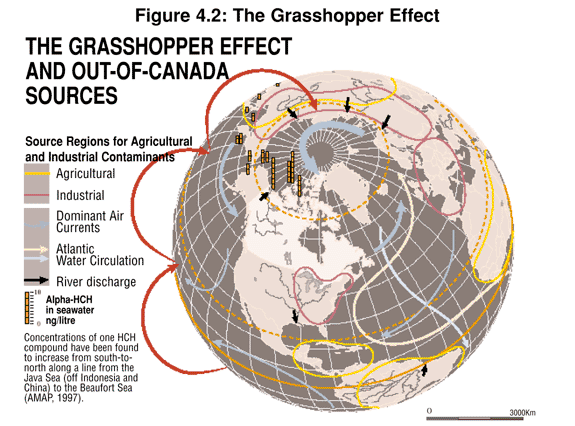 Figure 4.2: The Grasshopper Effect
THE GRASSHOPPER EFFECT
AND OUT-OF-CANADA
SOURCES
Source Regions for Agricultural
and Industrial Contaminants
Agricultural
Industrial
Dominant Air
Currents
Atlantic
Water Circulation
River discharge
10
Alpha-HCH
in seawater
ng/litre
0
Concentrations of one HCH
compound have been found
to increase from south-to-
north along a line from the
Java Sea (off Indonesia and
China) to the Beaufort Sea
(AMAP, 1997).
0 3000Km